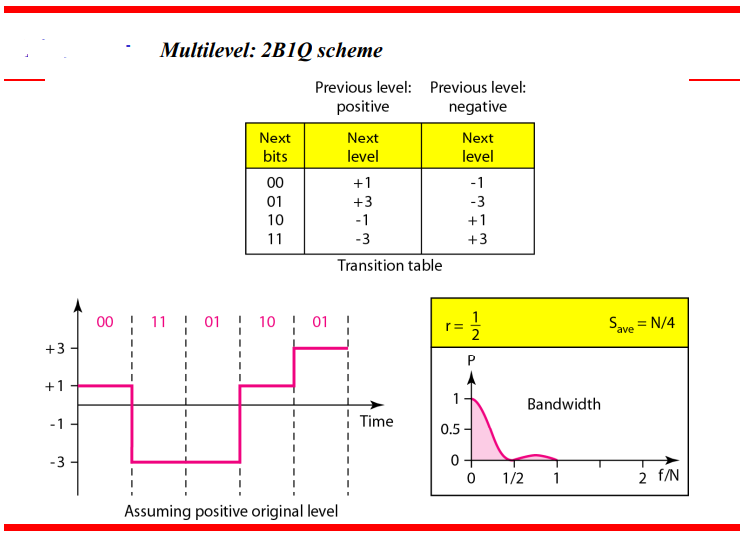 Multilevel: 2B1Q scheme
Previous level: positive
Previous level: negative
Next bits
Next level
Next level
00 +1 -1
01 +3 -3
10 -1 +1
11 -3 +3
Transition table
00 11 01 10 01
+3
+1
-1
-3
Time
Assuming positive original level
r = 1/2
Save = N/4
P
1
0.5
0
Bandwidth
0 1/2 1 2 f/N